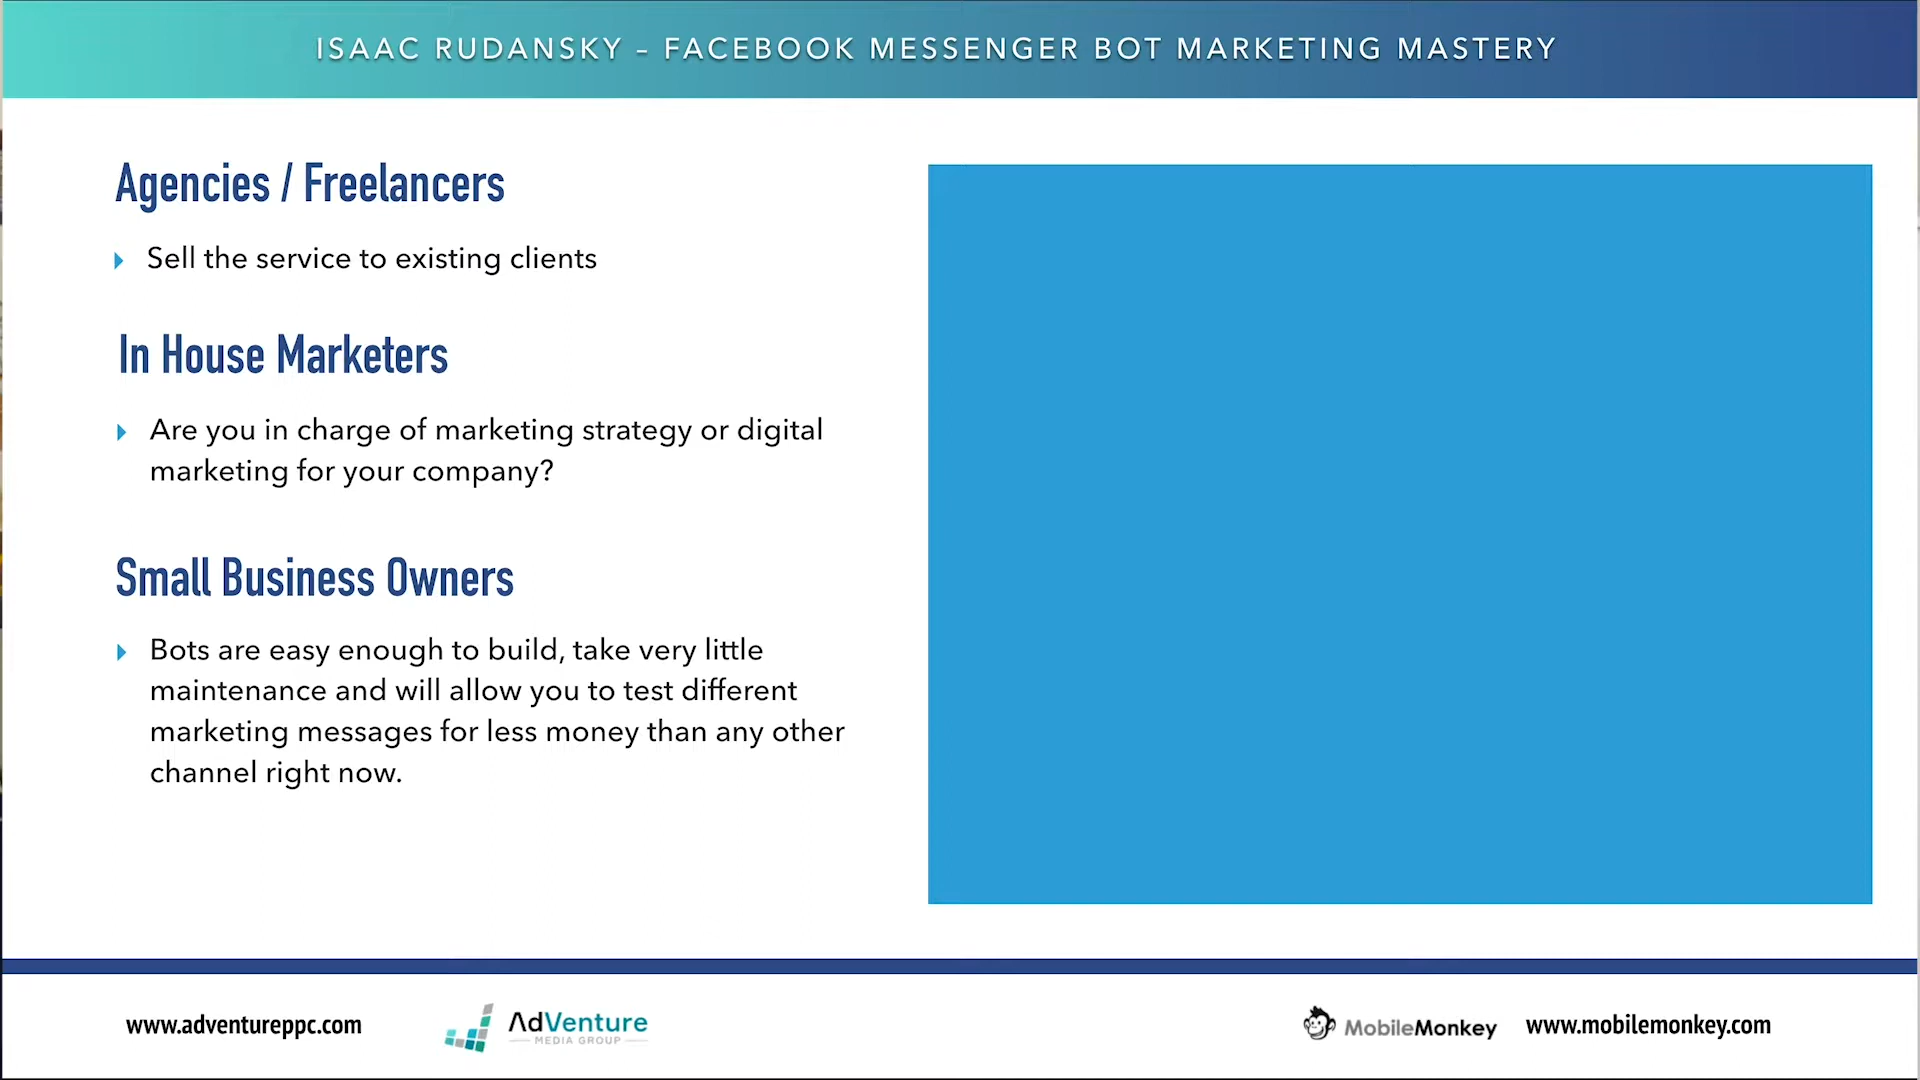 ISAAC RUDANSKY – FACEBOOK MESSENGER BOT MARKETING MASTERY
Agencies / Freelancers
Sell the service to existing clients
In House Marketers
Are you in charge of marketing strategy or digital
marketing for your company?
Small Business Owners
Bots are easy enough to build, take very little
maintenance and will allow you to test different
marketing messages for less money than any other
channel right now.
www.adventureppc.com
AdVenture
MEDIA GROUP
MobileMonkey
www.mobilemonkey.com